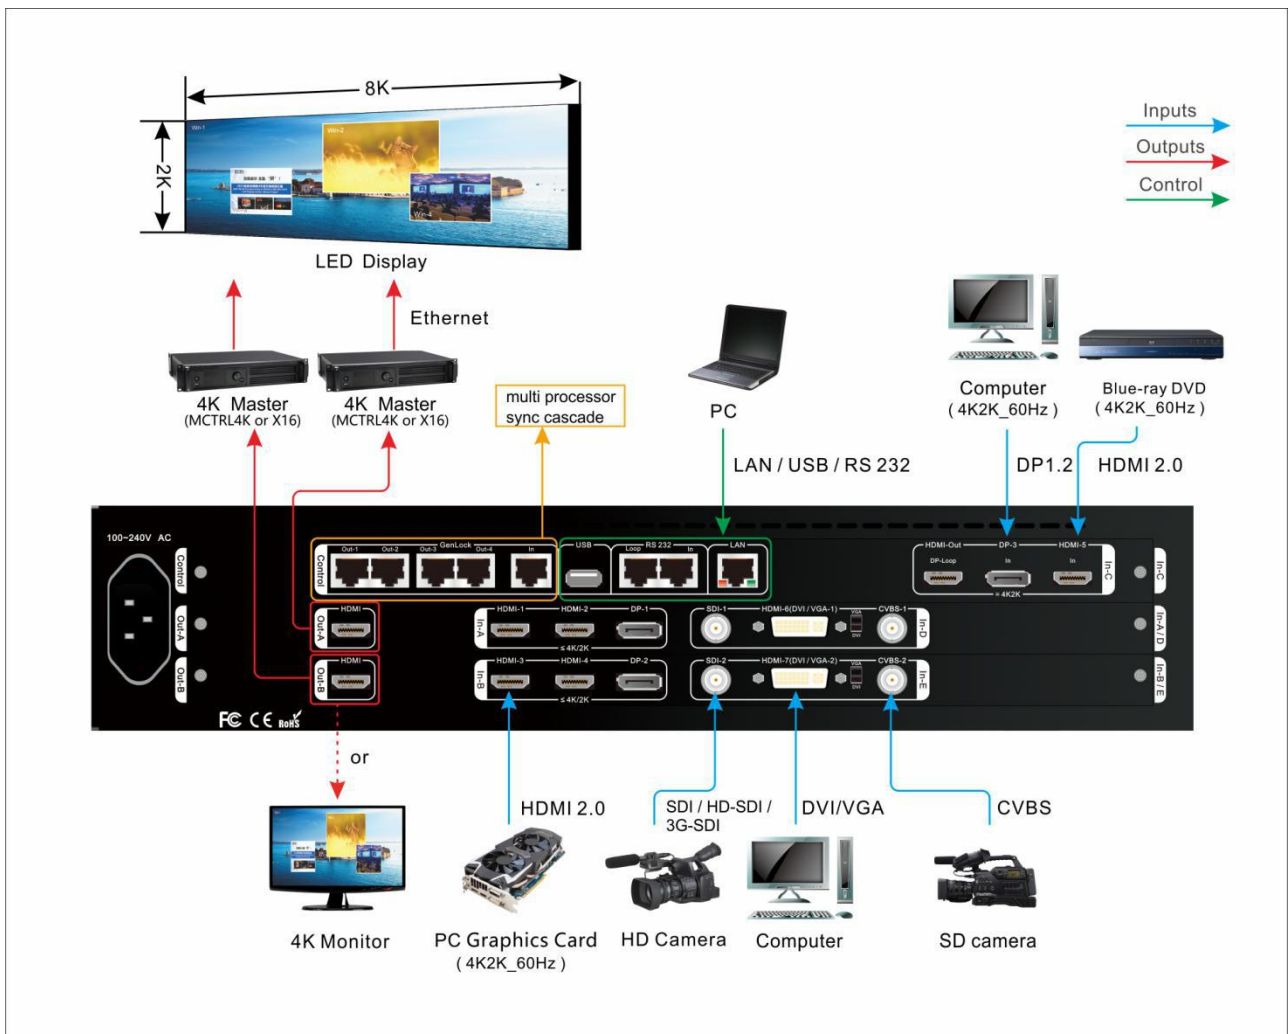 8K
2K
Win-1
Win-2
Win-4
LED Display
Inputs
Outputs
Control
Ethernet
4K Master
(MCTRL4K or X16)
4K Master
(MCTRL4K or X16)
multi processor
sync cascade
PC
LAN / USB / RS 232
Computer
( 4K2K_60Hz )
Blue-ray DVD
( 4K2K_60Hz )
DP1.2
HDMI 2.0
100~240V AC
Control
Out-A
Out-B
Control
GenLock
Out-1
Out-2
Out-3
Out-4
In
USB
RS 232
Loop
In
LAN
HDMI-Out
DP-3
HDMI-5
DP-Loop
In
In
= 4K2K
In-C
In-C
Out-A
HDMI
In-A
HDMI-1
HDMI-2
DP-1
≤ 4K/2K
SDI-1
HDMI-6(DVI / VGA-1)
VGA
DVI
CVBS-1
In-D
In-A / D
Out-B
HDMI
In-B
HDMI-3
HDMI-4
DP-2
≤ 4K/2K
SDI-2
HDMI-7(DVI / VGA-2)
VGA
DVI
CVBS-2
In-E
In-B / E
FC CE RoHS
or
HDMI 2.0
SDI / HD-SDI /
3G-SDI
DVI/VGA
CVBS
4K Monitor
PC Graphics Card
( 4K2K_60Hz )
HD Camera
Computer
SD camera